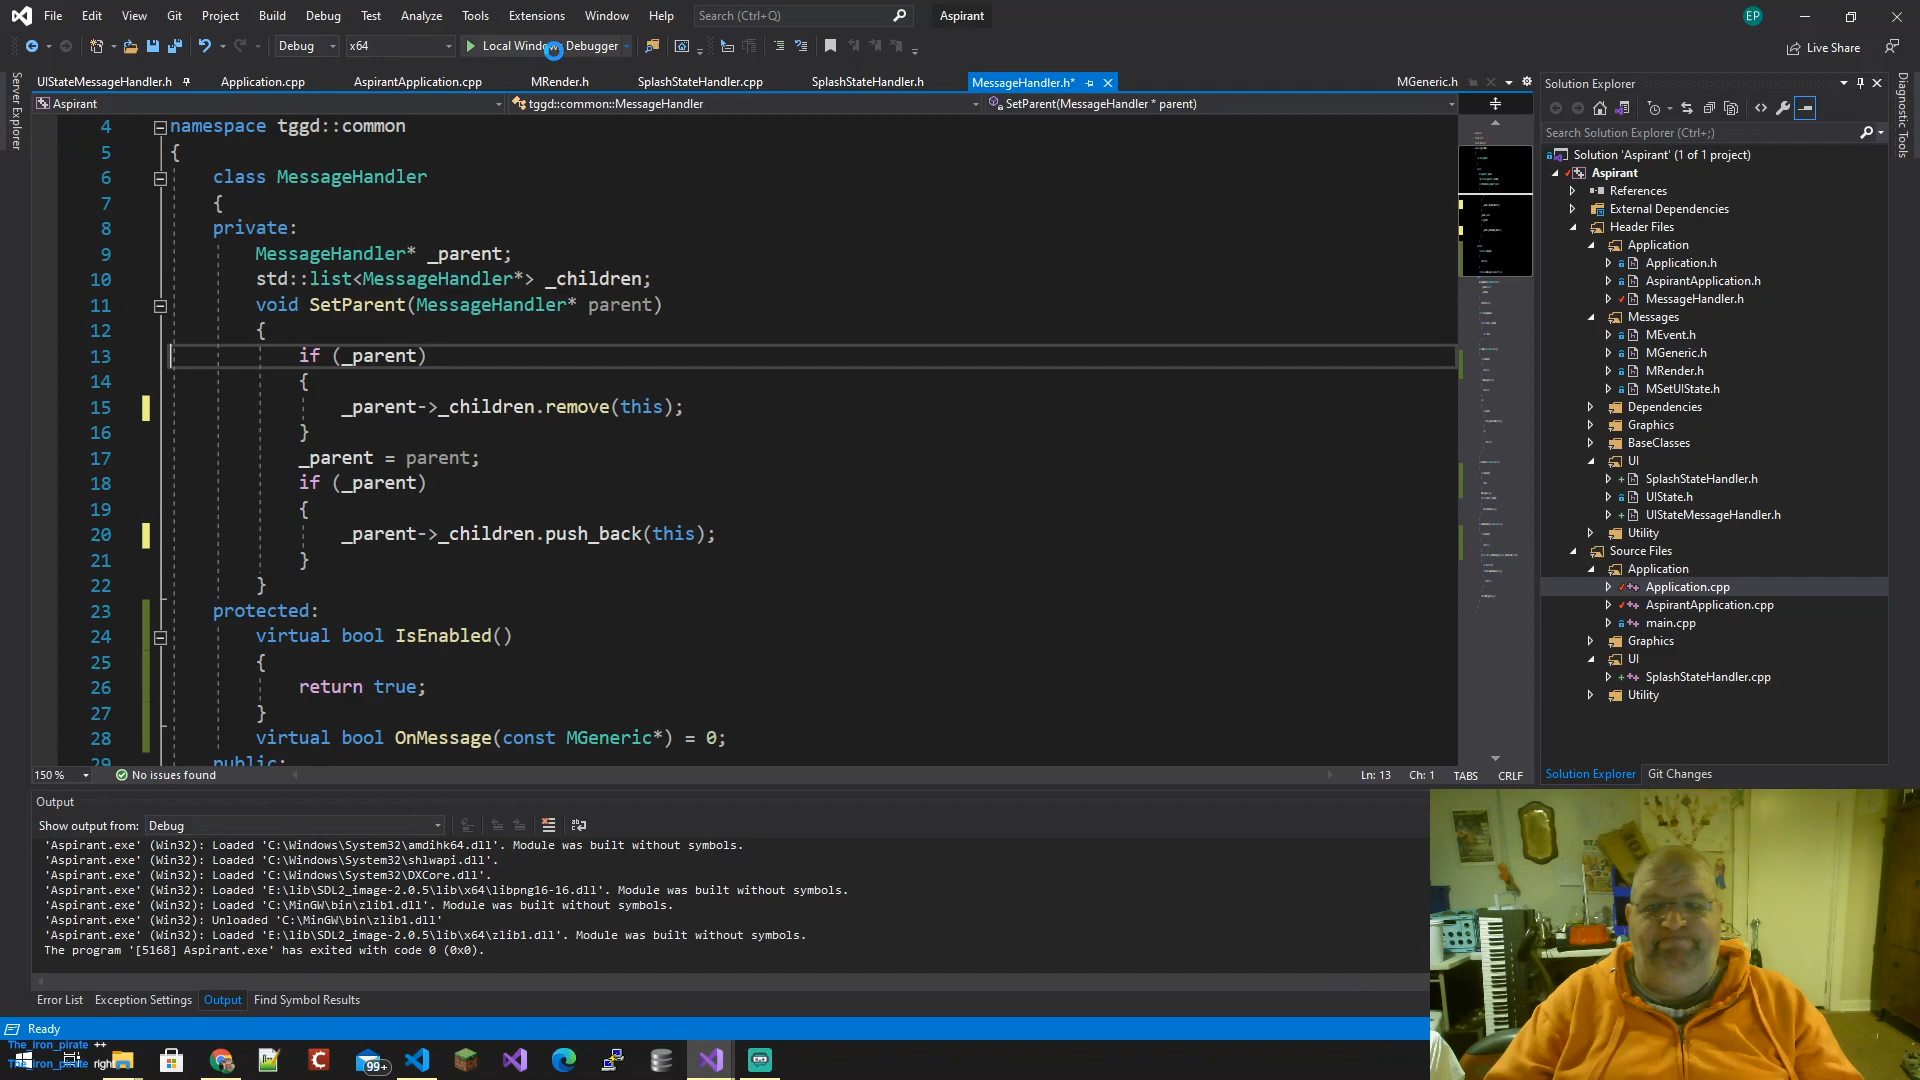 File Edit View Git Project Build Debug Test Analyze Tools Extensions Window Help Search (Ctrl+Q) Aspirant EP
Debug x64 Local Windows Debugger Live Share
UIStateMessageHandler.h Application.cpp AspirantApplication.cpp MRender.h SplashStateHandler.cpp SplashStateHandler.h MessageHandler.h* MGeneric.h
Aspirant tggd::common::MessageHandler SetParent(MessageHandler * parent)
Server Explorer
4 namespace tggd::common
5 {
6 class MessageHandler
7 {
8 private:
9 MessageHandler* _parent;
10 std::list<MessageHandler*> _children;
11 void SetParent(MessageHandler* parent)
12 {
13 if (_parent)
14 {
15 _parent->_children.remove(this);
16 }
17 _parent = parent;
18 if (_parent)
19 {
20 _parent->_children.push_back(this);
21 }
22 }
23 protected:
24 virtual bool IsEnabled()
25 {
26 return true;
27 }
28 virtual bool OnMessage(const MGeneric*) = 0;
29 public:
150 % No issues found Ln: 13 Ch: 1 TABS CRLF
Output
Show output from: Debug
'Aspirant.exe' (Win32): Loaded 'C:\Windows\System32\amdihk64.dll'. Module was built without symbols.
'Aspirant.exe' (Win32): Loaded 'C:\Windows\System32\shlwapi.dll'.
'Aspirant.exe' (Win32): Loaded 'C:\Windows\System32\DXCore.dll'.
'Aspirant.exe' (Win32): Loaded 'E:\lib\SDL2_image-2.0.5\lib\x64\libpng16-16.dll'. Module was built without symbols.
'Aspirant.exe' (Win32): Loaded 'C:\MinGW\bin\zlib1.dll'. Module was built without symbols.
'Aspirant.exe' (Win32): Unloaded 'C:\MinGW\bin\zlib1.dll'
'Aspirant.exe' (Win32): Loaded 'E:\lib\SDL2_image-2.0.5\lib\x64\zlib1.dll'. Module was built without symbols.
The program '[5168] Aspirant.exe' has exited with code 0 (0x0).
Error List Exception Settings Output Find Symbol Results
Ready
The_iron_pirate ++
The_iron_pirate right
99+
Solution Explorer
Search Solution Explorer (Ctrl+;)
Solution 'Aspirant' (1 of 1 project)
Aspirant
References
External Dependencies
Header Files
Application
Application.h
AspirantApplication.h
MessageHandler.h
Messages
MEvent.h
MGeneric.h
MRender.h
MSetUIState.h
Dependencies
Graphics
BaseClasses
UI
SplashStateHandler.h
UIState.h
UIStateMessageHandler.h
Utility
Source Files
Application
Application.cpp
AspirantApplication.cpp
main.cpp
Graphics
UI
SplashStateHandler.cpp
Utility
Solution Explorer Git Changes
Diagnostic Tools